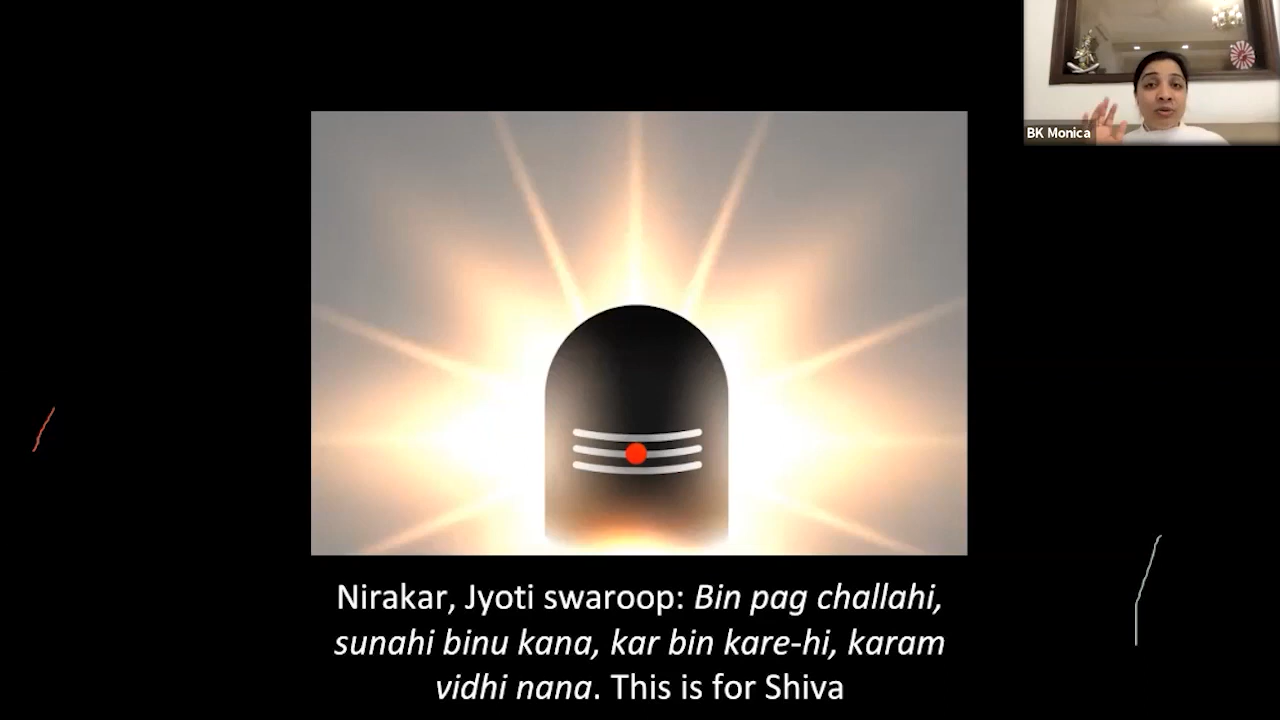 BK Monica
Nirakar, Jyoti swaroop: Bin pag challahi,
sunahi binu kana, kar bin kare-hi, karam
vidhi nana. This is for Shiva